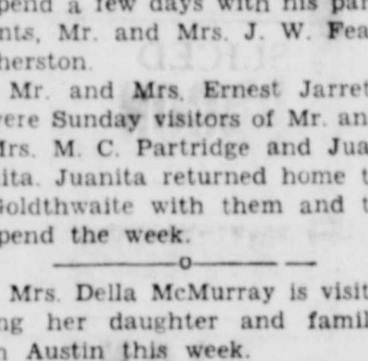 pend a few days with his par
nts, Mr. and Mrs. J. W. Fea
herston.
Mr. and Mrs. Ernest Jarret
were Sunday visitors of Mr. an
Mrs. M. C. Partridge and Jua
ita. Juanita returned home t
Goldthwaite with them and t
pend the week.
Mrs. Della McMurray is visit
ng her daughter and famil
n Austin this week.